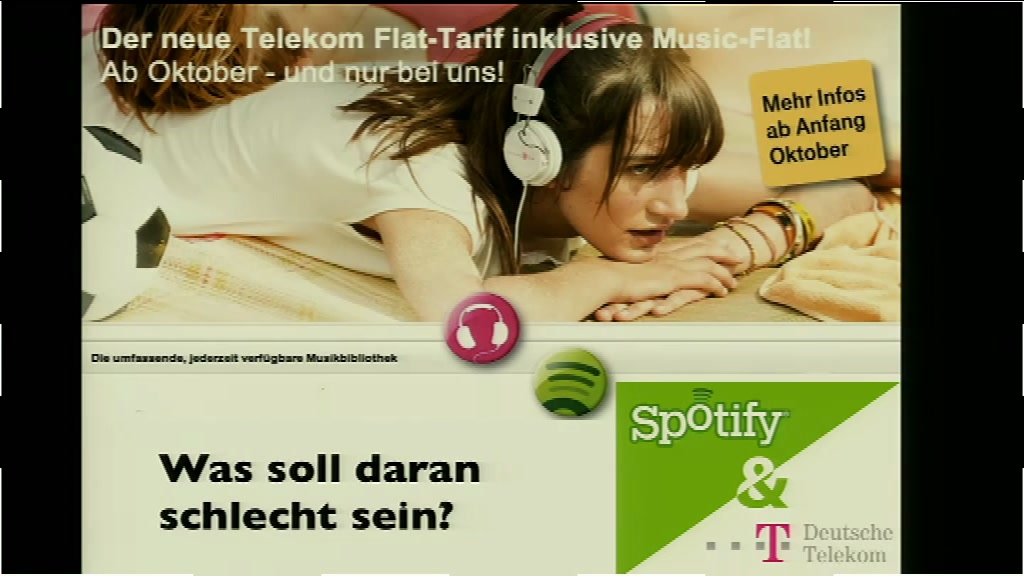 Der neue Telekom Flat-Tarif inklusive Music-Flat!
Ab Oktober - und nur bei uns!
Mehr Infos
ab Anfang
Oktober
Die umfassende, jederzeit verfügbare Musikbibliothek
Was soll daran
schlecht sein?
Spotify
&
T Deutsche
Telekom